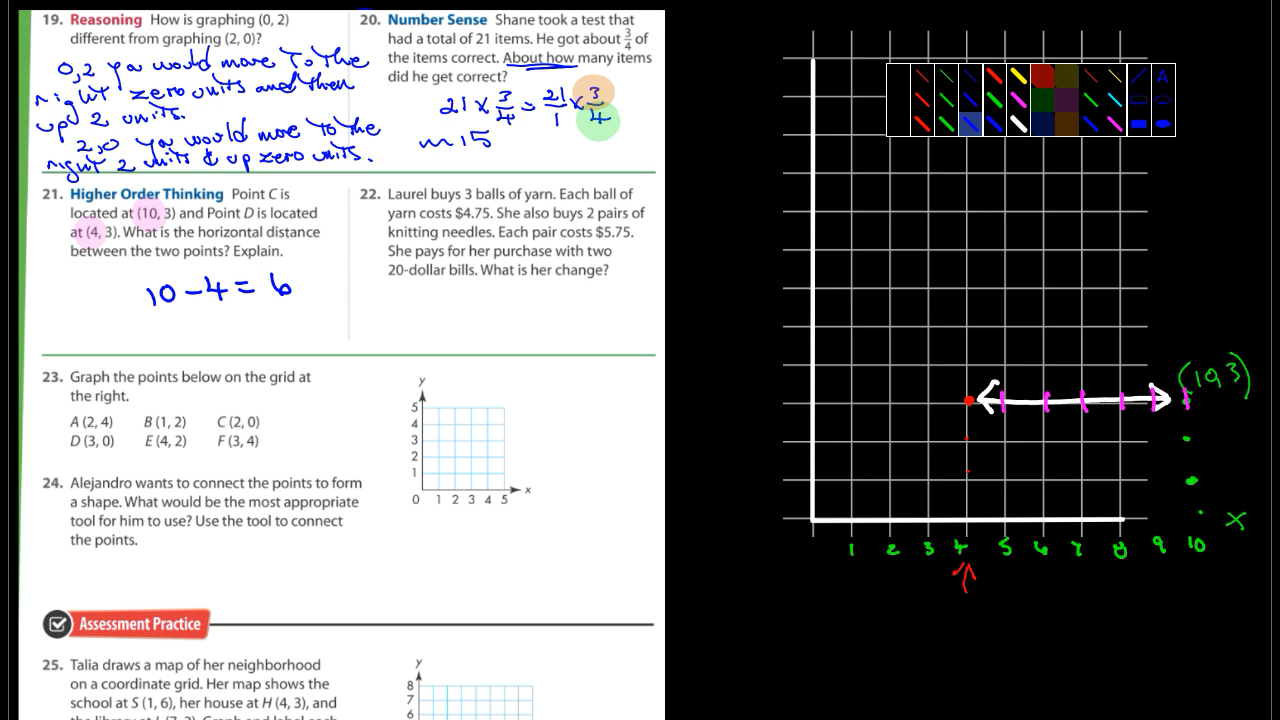 19. Reasoning How is graphing (0, 2)
different from graphing (2, 0)?
0,2 you would move to the
right zero units and then
up 2 units.
2,0 you would move to the
right 2 units & up zero units.
20. Number Sense Shane took a test that
had a total of 21 items. He got about 3/4 of
the items correct. About how many items
did he get correct?
21 × 3/4 = 21/1 × 3/4
~ 15
21. Higher Order Thinking Point C is
located at (10, 3) and Point D is located
at (4, 3). What is the horizontal distance
between the two points? Explain.
10 - 4 = 6
22. Laurel buys 3 balls of yarn. Each ball of
yarn costs $4.75. She also buys 2 pairs of
knitting needles. Each pair costs $5.75.
She pays for her purchase with two
20-dollar bills. What is her change?
23. Graph the points below on the grid at
the right.
A (2, 4) B (1, 2) C (2, 0)
D (3, 0) E (4, 2) F (3, 4)
y
5
4
3
2
1
0 1 2 3 4 5 x
24. Alejandro wants to connect the points to form
a shape. What would be the most appropriate
tool for him to use? Use the tool to connect
the points.
Assessment Practice
25. Talia draws a map of her neighborhood
on a coordinate grid. Her map shows the
school at S (1, 6), her house at H (4, 3), and
y
8
7
6
A
(10,3)
x
1 2 3 4 5 6 7 8 9 10